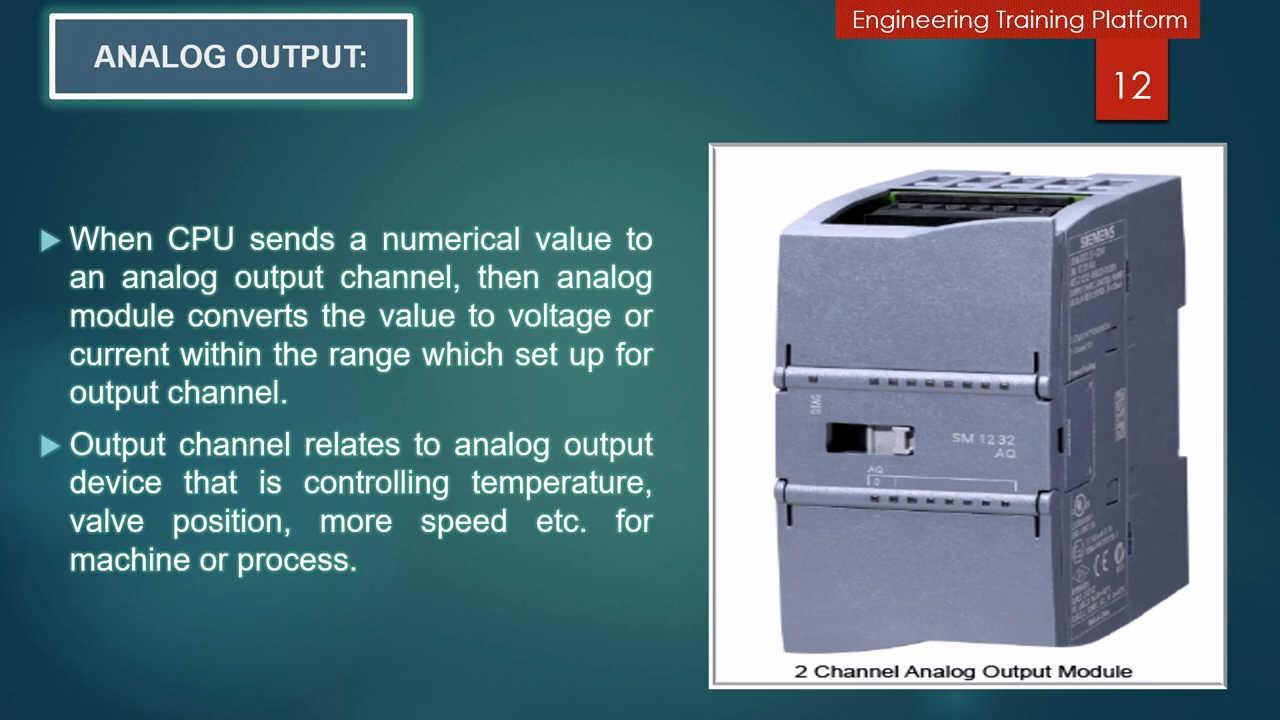 ANALOG OUTPUT:
Engineering Training Platform
12
When CPU sends a numerical value to
an analog output channel, then analog
module converts the value to voltage or
current within the range which set up for
output channel.
Output channel relates to analog output
device that is controlling temperature,
valve position, more speed etc. for
machine or process.
SIEMENS
DIAG
SM 1232
AQ
AQ
0
2 Channel Analog Output Module